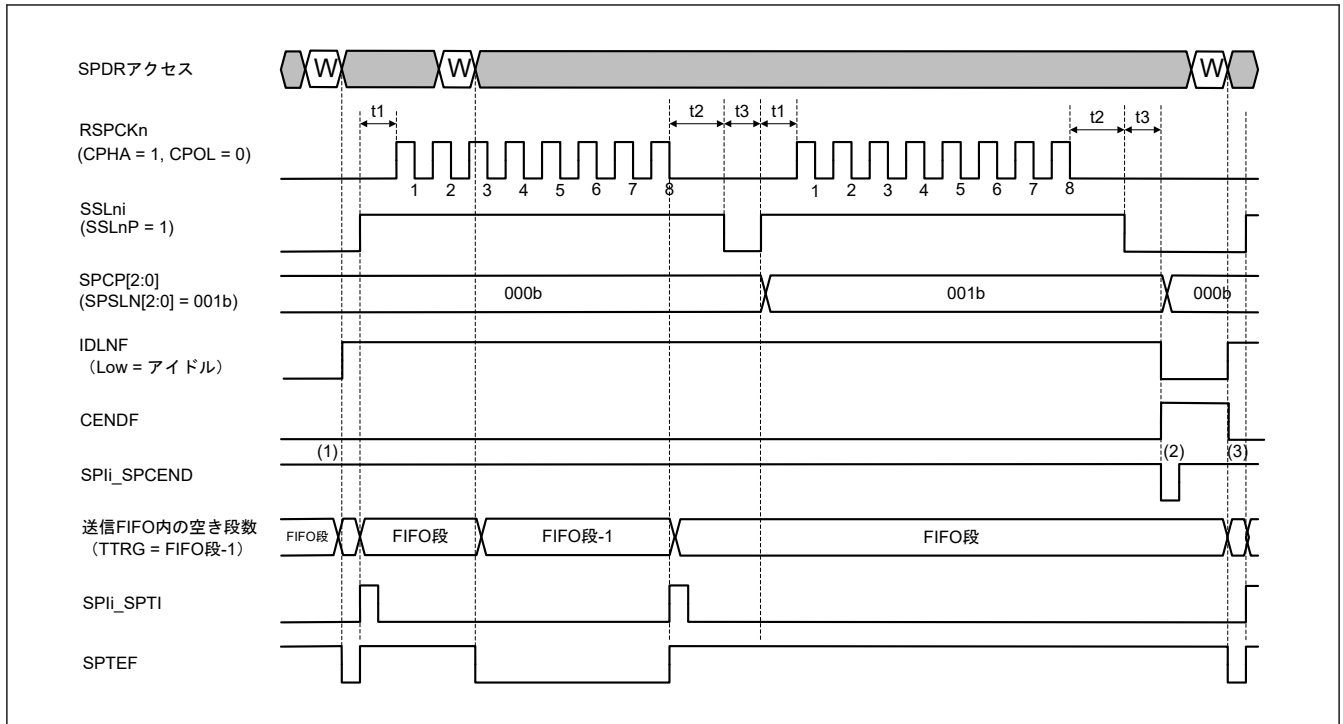 SPDRアクセス
W
W
W
t1
t2
t3
t1
t2
t3
RSPCKn
(CPHA = 1, CPOL = 0)
1 2 3 4 5 6 7 8
1 2 3 4 5 6 7 8
SSLni
(SSLnP = 1)
SPCP[2:0]
(SPSLN[2:0] = 001b)
000b
001b
000b
IDLNF
（Low = アイドル）
CENDF
(1)
(2)
(3)
SPIi_SPCEND
送信FIFO内の空き段数
（TTRG = FIFO段-1）
FIFO段
FIFO段
FIFO段-1
FIFO段
SPIi_SPTI
SPTEF